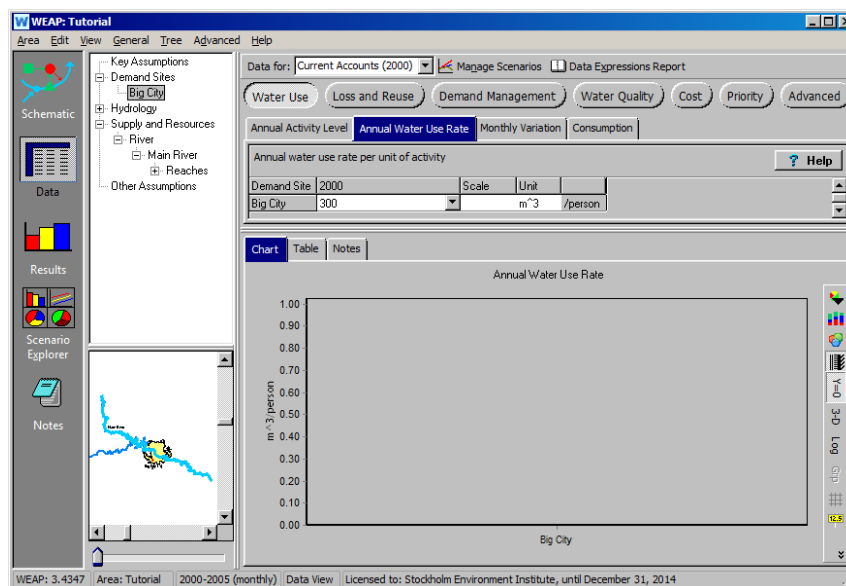 WEAP: Tutorial
Area Edit View General Tree Advanced Help
Schematic
Data
Results
Scenario
Explorer
Notes
Key Assumptions
Demand Sites
Big City
Hydrology
Supply and Resources
River
Main River
Reaches
Other Assumptions
Data for: Current Accounts (2000) Manage Scenarios Data Expressions Report
Water Use Loss and Reuse Demand Management Water Quality Cost Priority Advanced
Annual Activity Level Annual Water Use Rate Monthly Variation Consumption
Annual water use rate per unit of activity
? Help
Demand Site 2000 Scale Unit
Big City 300 m^3 /person
Chart Table Notes
Annual Water Use Rate
m^3/person
1.00
0.90
0.80
0.70
0.60
0.50
0.40
0.30
0.20
0.10
0.00
Big City
Y=0
3-D
Log
Grp
12.5
WEAP: 3.4347 Area: Tutorial 2000-2005 (monthly) Data View Licensed to: Stockholm Environment Institute, until December 31, 2014